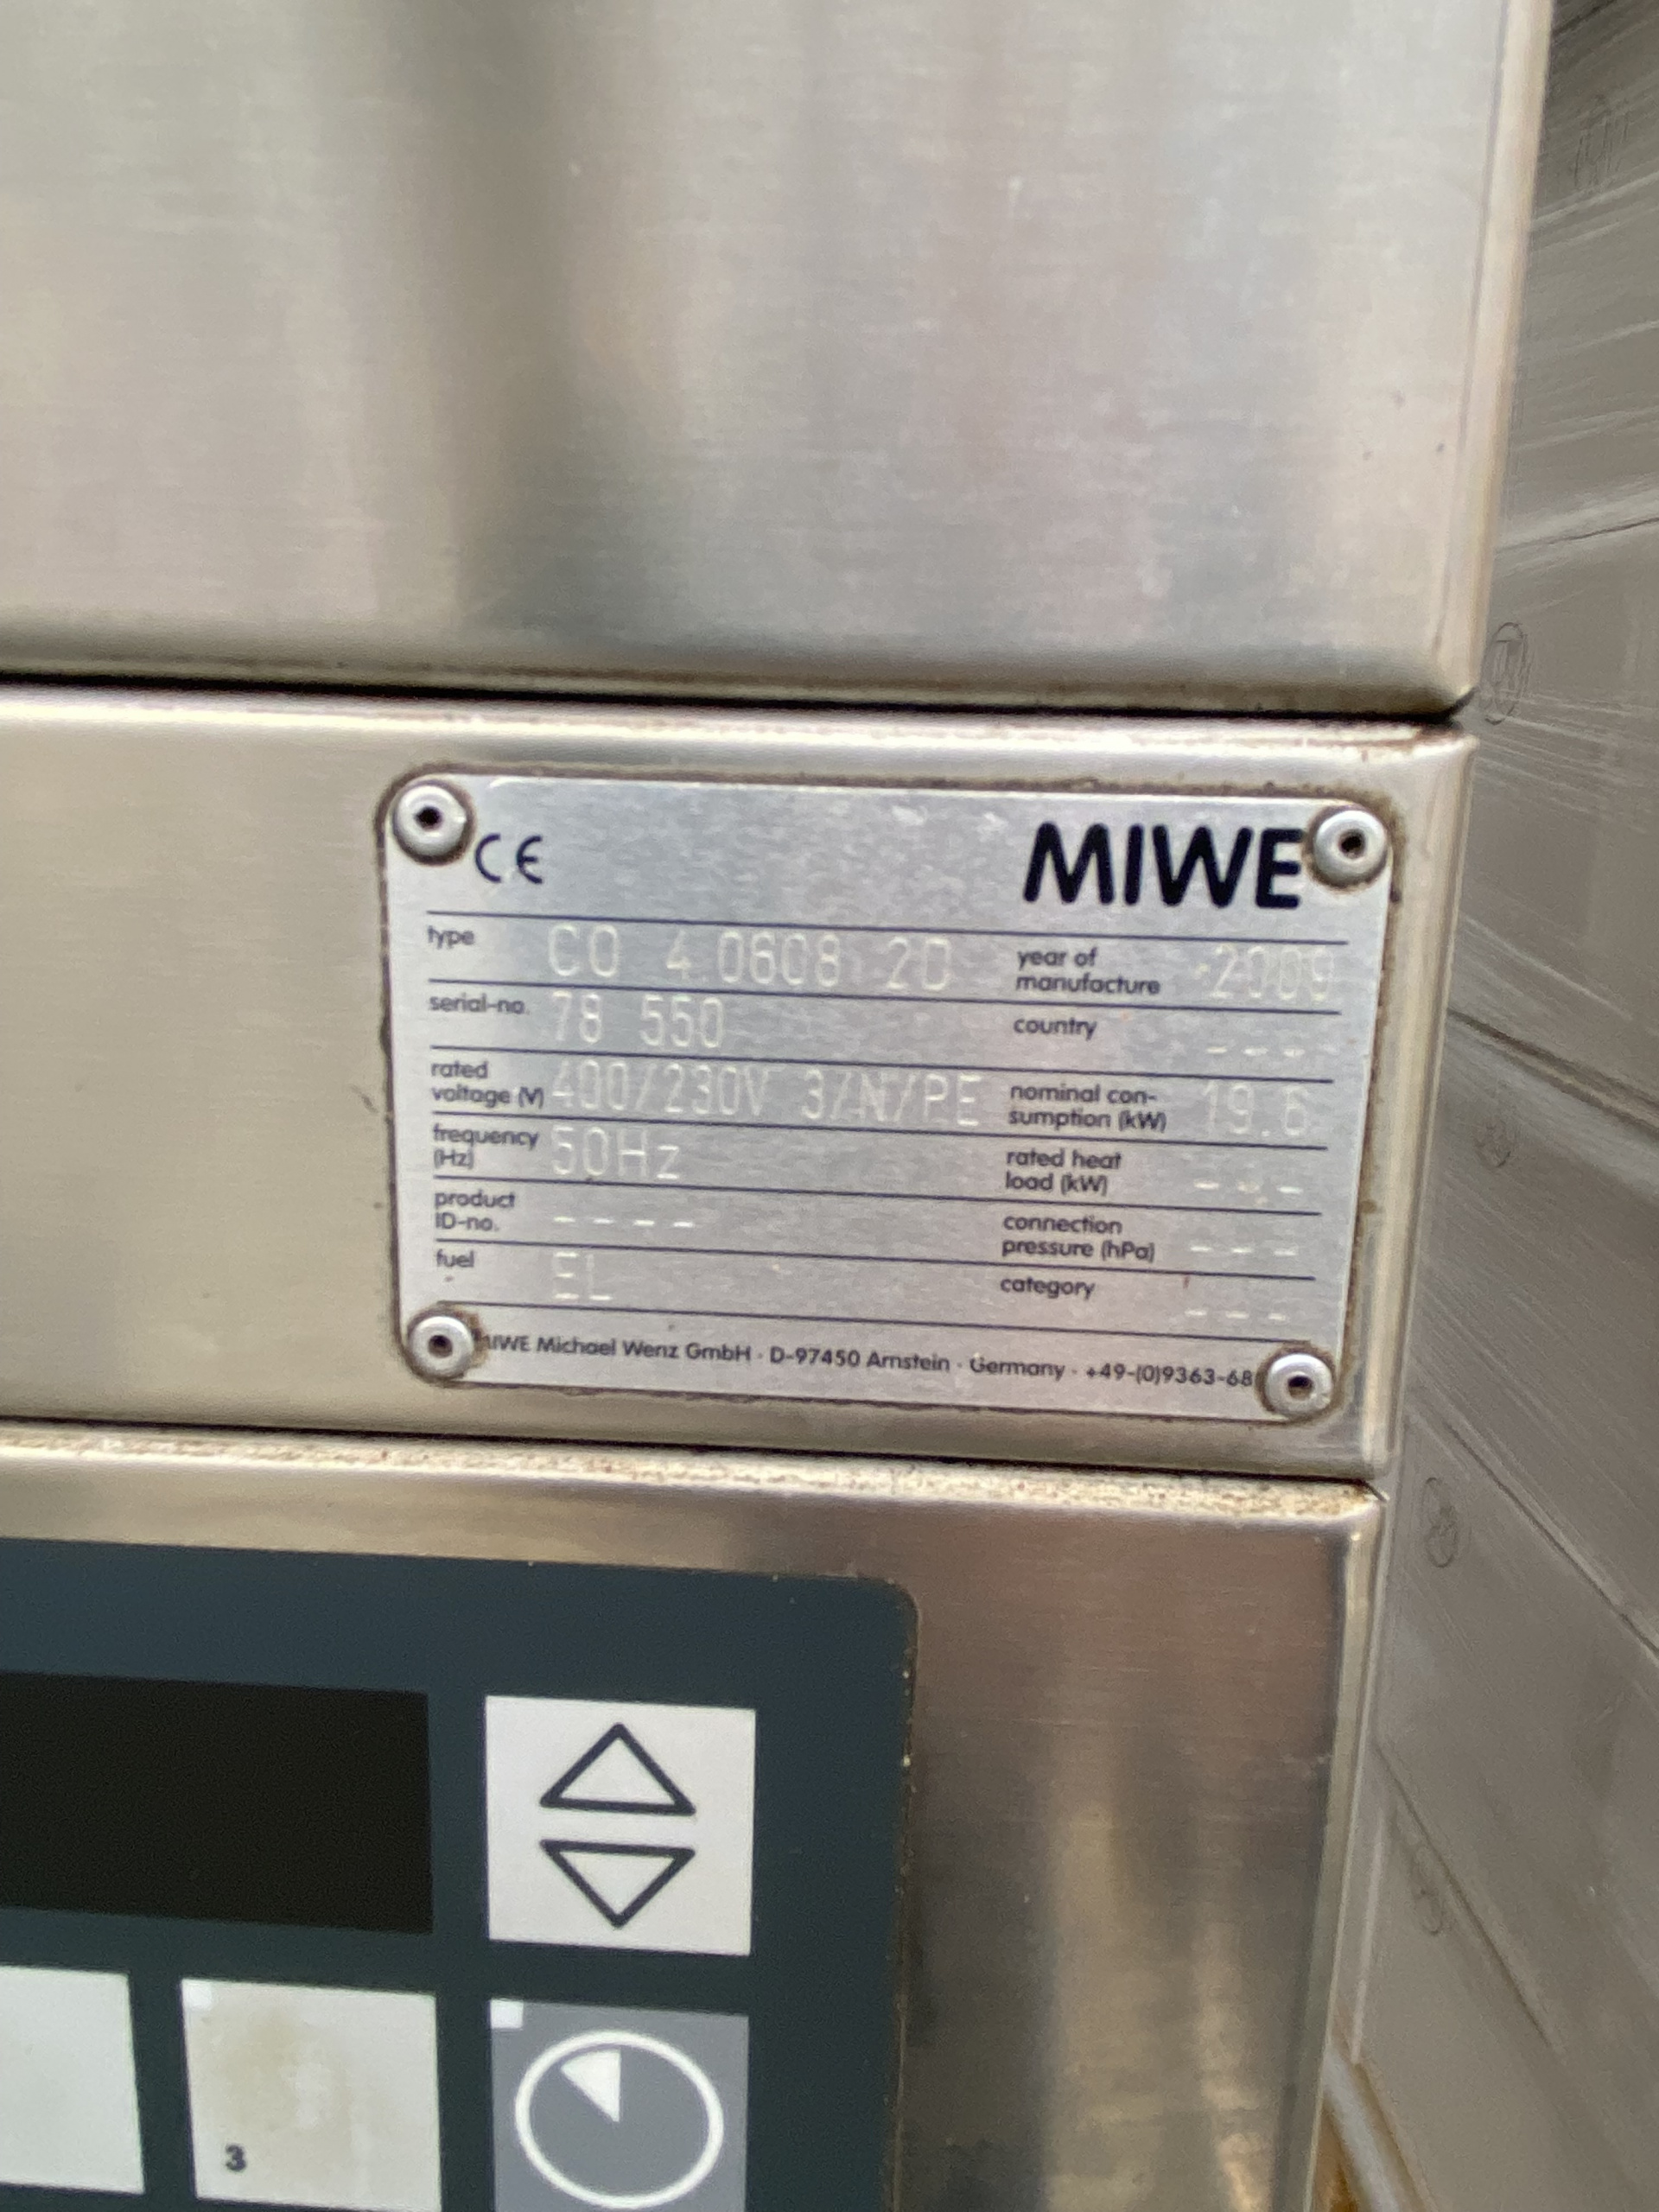 CE MIWE
type CO 4.0608 2D year of manufacture 2009
serial-no. 78 550 country ---
rated voltage (V) 400/230V 3/N/PE nominal con-sumption (kW) 19.6
frequency (Hz) 50Hz rated heat load (kW) ---
product ID-no. ---- connection pressure (hPa) ---
fuel EL category ---
MIWE Michael Wenz GmbH · D-97450 Arnstein · Germany · +49-(0)9363-68
3